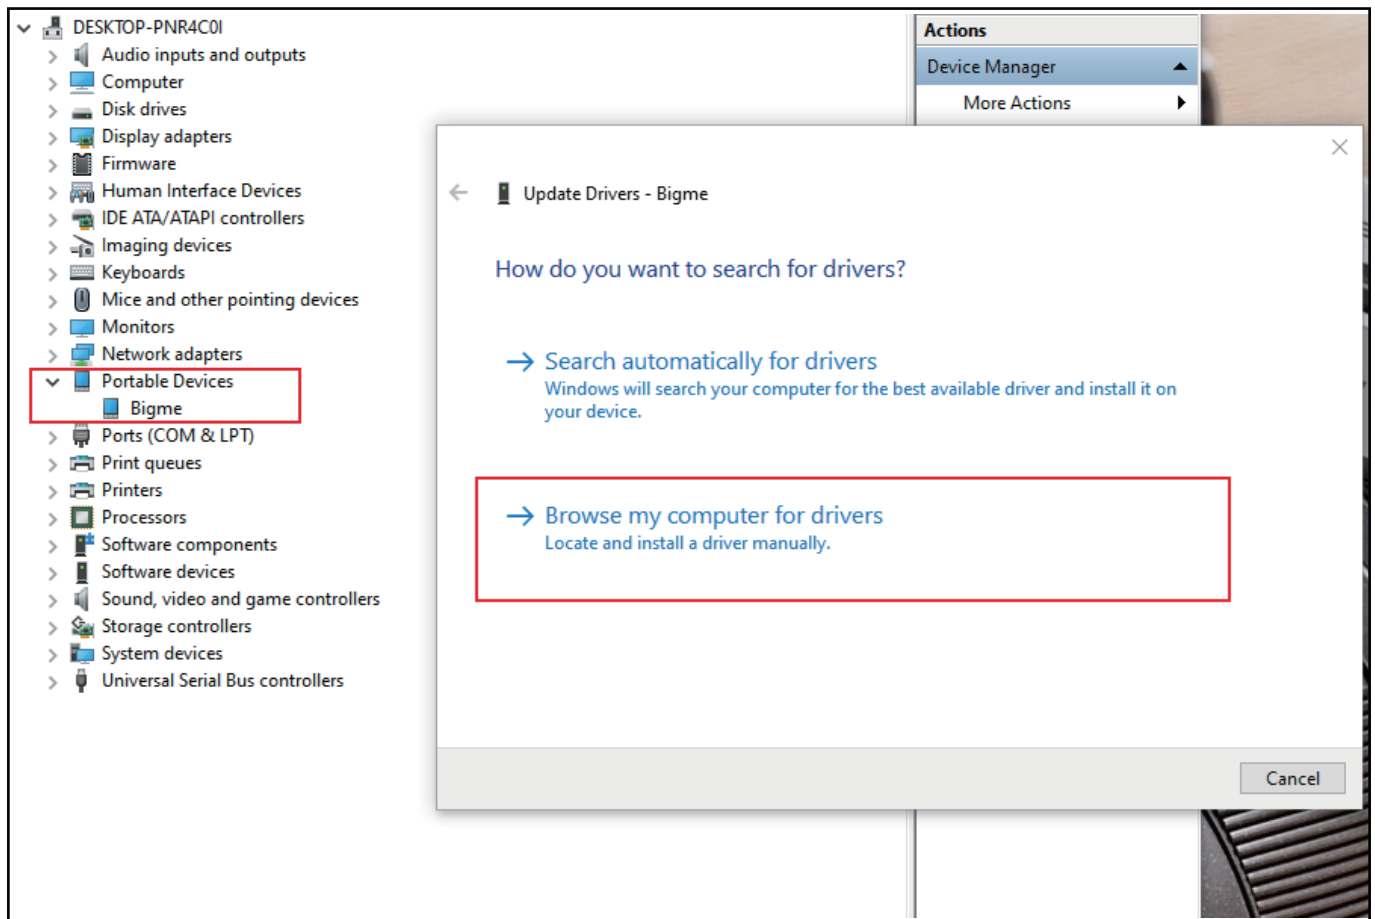 DESKTOP-PNR4C0I
Audio inputs and outputs
Computer
Disk drives
Display adapters
Firmware
Human Interface Devices
IDE ATA/ATAPI controllers
Imaging devices
Keyboards
Mice and other pointing devices
Monitors
Network adapters
Portable Devices
Bigme
Ports (COM & LPT)
Print queues
Printers
Processors
Software components
Software devices
Sound, video and game controllers
Storage controllers
System devices
Universal Serial Bus controllers
Actions
Device Manager
More Actions
Update Drivers - Bigme
How do you want to search for drivers?
Search automatically for drivers
Windows will search your computer for the best available driver and install it on
your device.
Browse my computer for drivers
Locate and install a driver manually.
Cancel